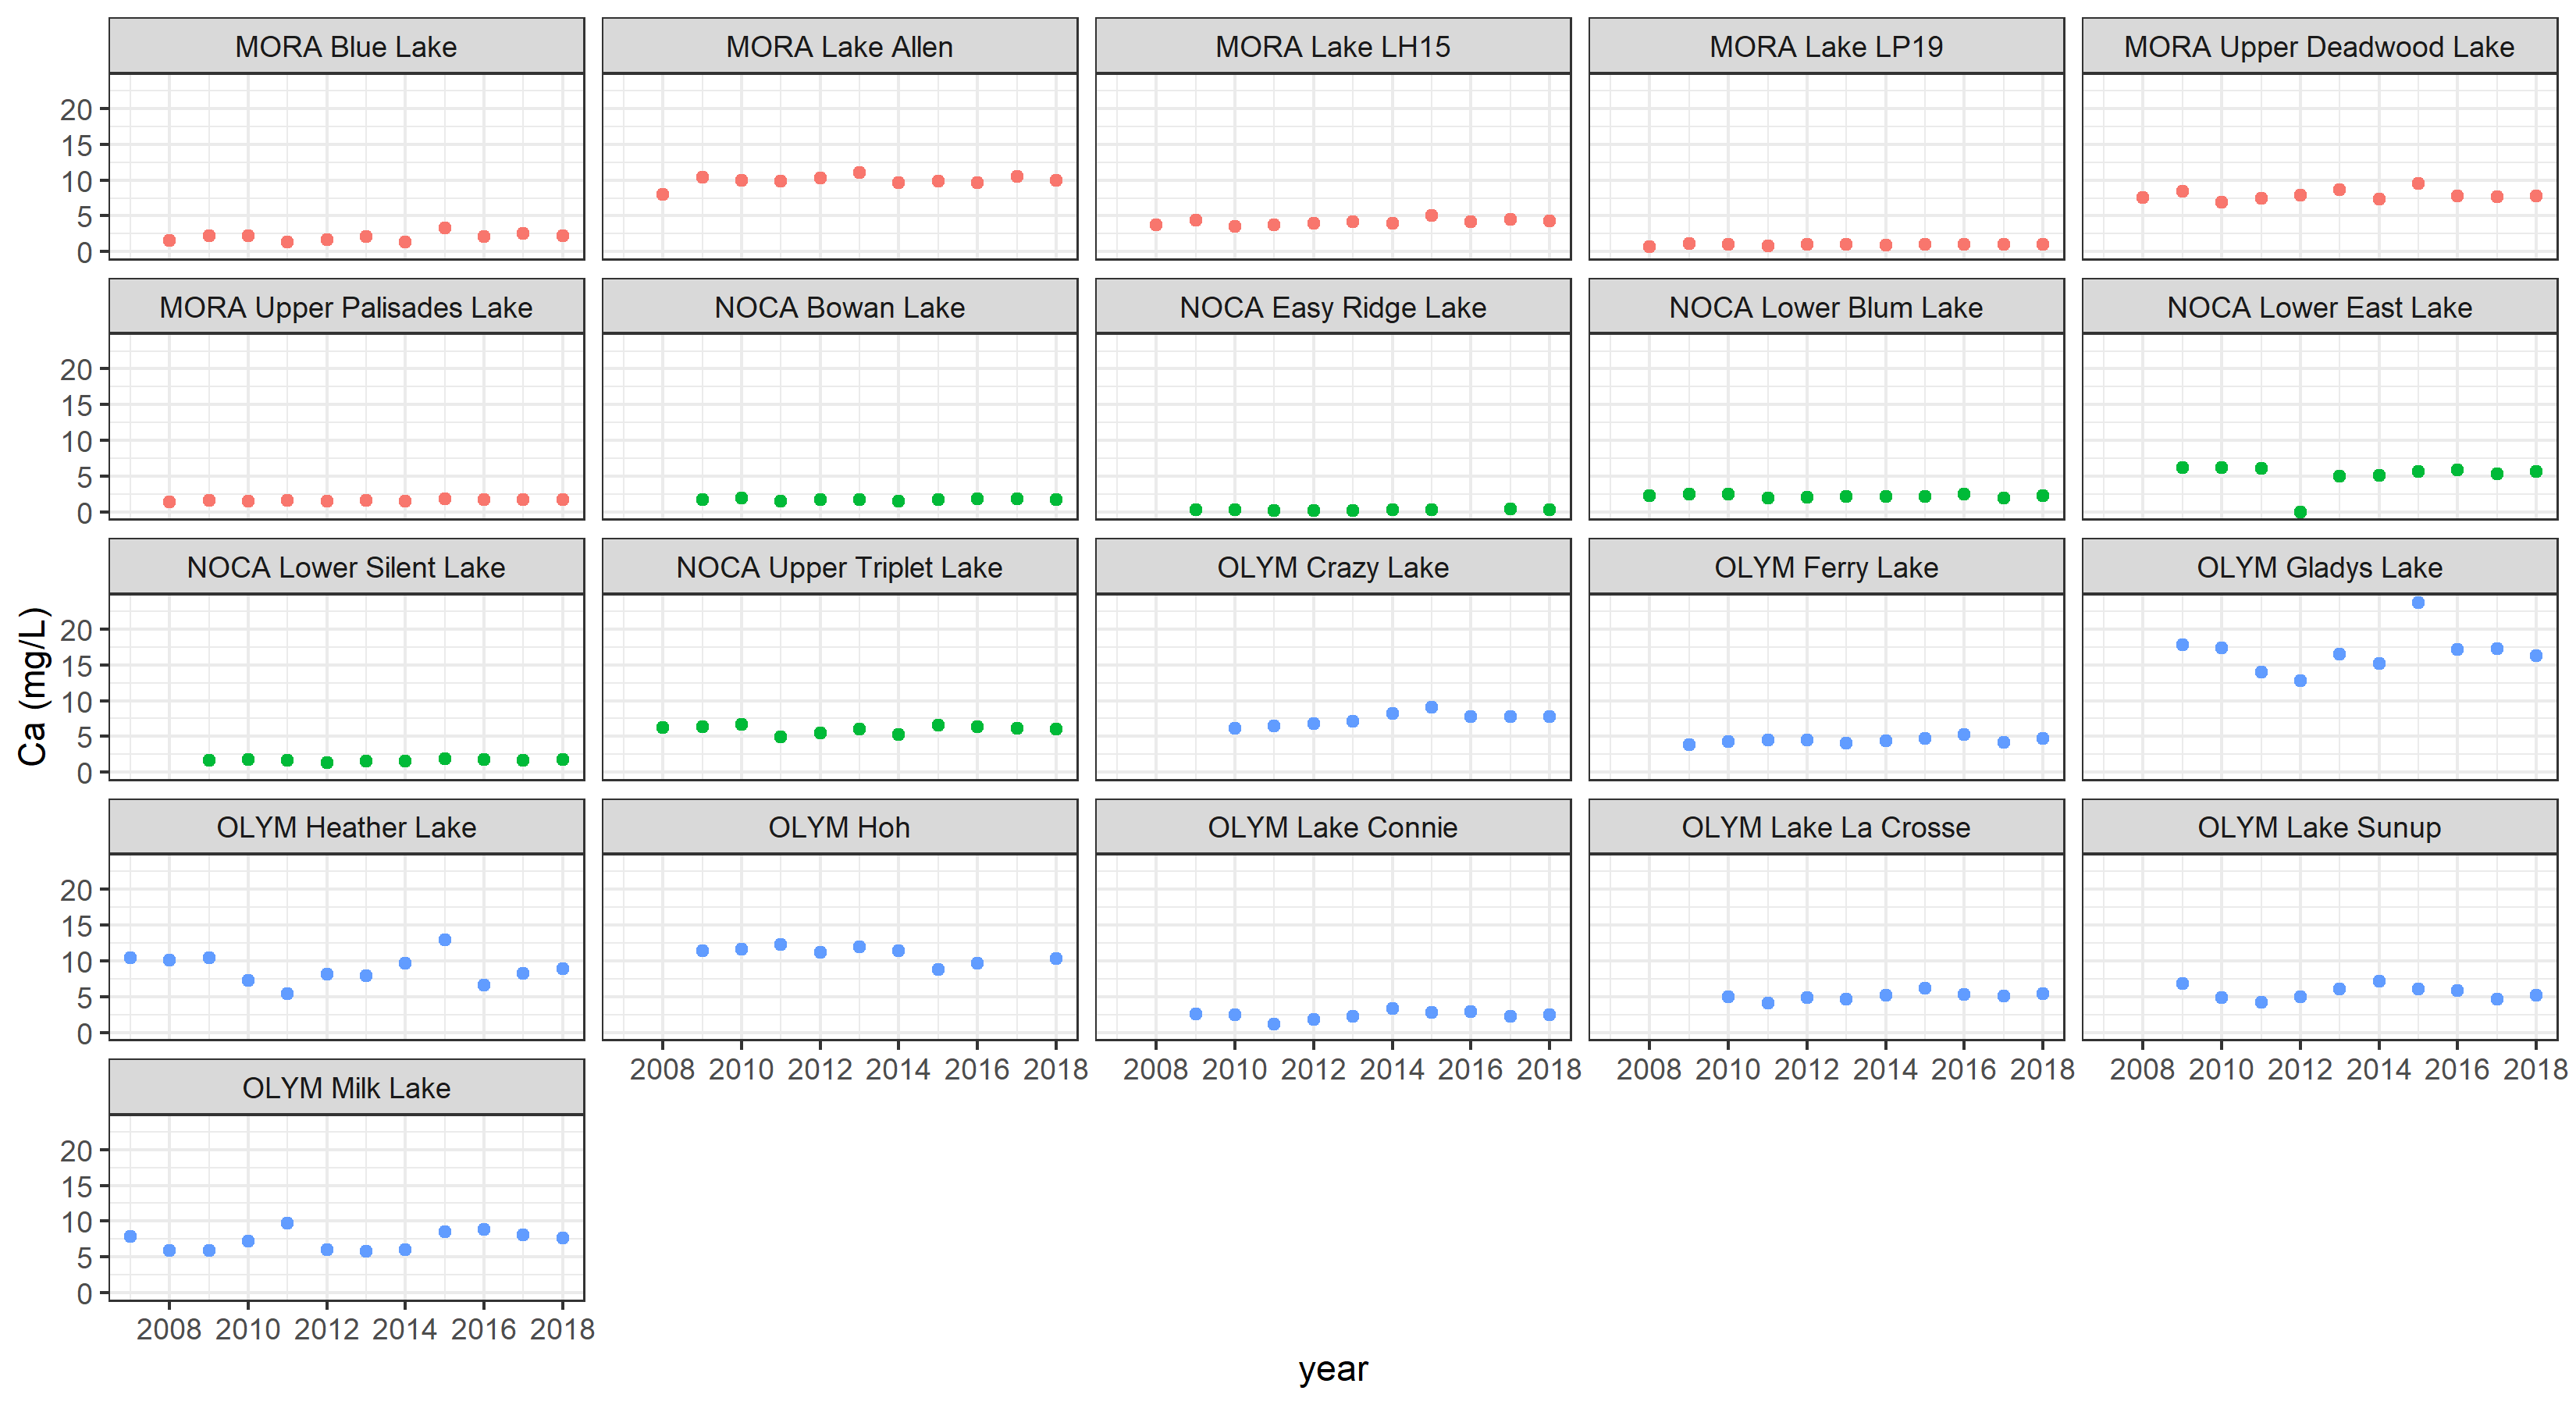 MORA Blue Lake MORA Lake Allen MORA Lake LH15 MORA Lake LP19 MORA Upper Deadwood Lake
20
15
10
5
0
MORA Upper Palisades Lake NOCA Bowan Lake NOCA Easy Ridge Lake NOCA Lower Blum Lake NOCA Lower East Lake
20
15
10
5
0
NOCA Lower Silent Lake NOCA Upper Triplet Lake OLYM Crazy Lake OLYM Ferry Lake OLYM Gladys Lake
Ca (mg/L)
20
15
10
5
0
OLYM Heather Lake OLYM Hoh OLYM Lake Connie OLYM Lake La Crosse OLYM Lake Sunup
20
15
10
5
0
2008 2010 2012 2014 2016 2018 2008 2010 2012 2014 2016 2018 2008 2010 2012 2014 2016 2018 2008 2010 2012 2014 2016 2018
OLYM Milk Lake
20
15
10
5
0
2008 2010 2012 2014 2016 2018
year